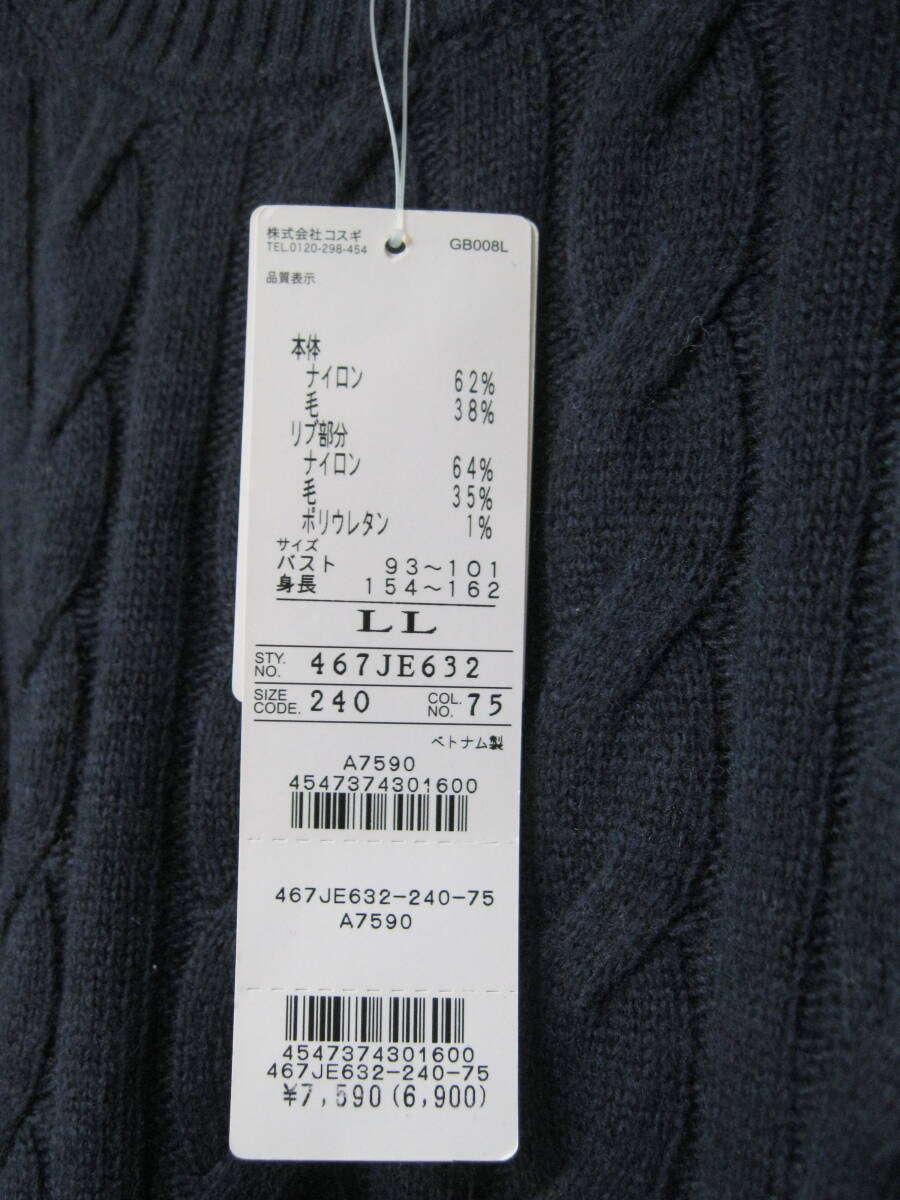 株式会社コスギ
TEL.0120-298-454
GB008L
品質表示
本体
ナイロン 62%
毛 38%
リブ部分
ナイロン 64%
毛 35%
ポリウレタン 1%
サイズ
バスト 93～101
身長 154～162
LL
STY. NO. 467JE632
SIZE CODE. 240 COL. NO. 75
ベトナム製
A7590
4547374301600
467JE632-240-75
A7590
4547374301600
467JE632-240-75
¥7,590(6,900)